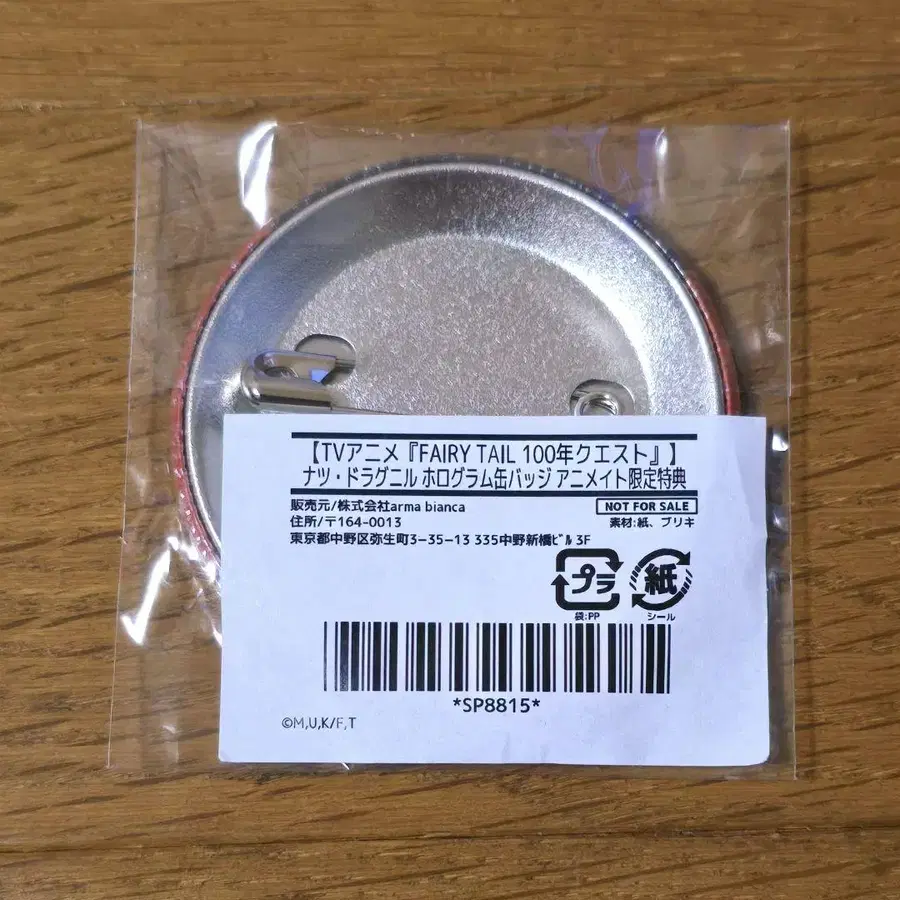 【TVアニメ『FAIRY TAIL 100年クエスト』】
ナツ・ドラグニル ホログラム缶バッジ アニメイト限定特典
販売元/株式会社arma bianca
NOT FOR SALE
住所/〒164-0013
素材:紙、ブリキ
東京都中野区弥生町3-35-13 335中野新橋ﾋﾞﾙ 3F
プラ
紙
袋:PP
シール
*SP8815*
©M,U,K/F,T